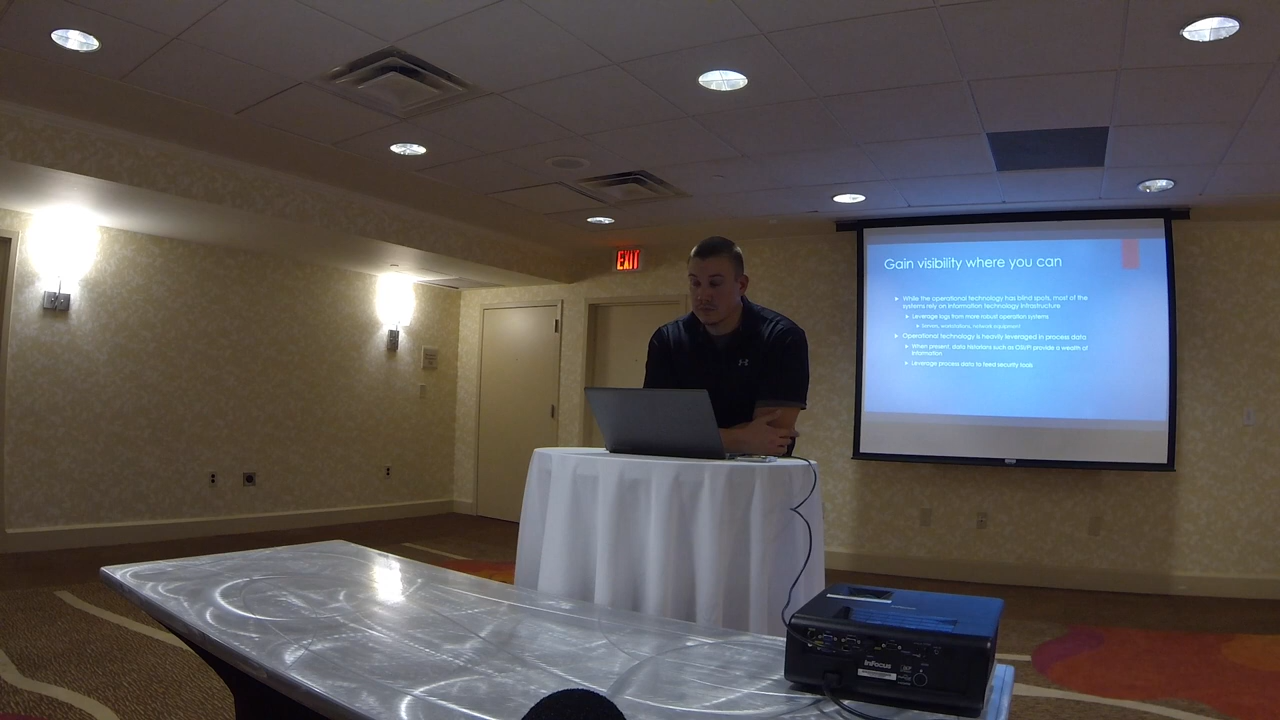 EXIT
Gain visibility where you can
While the operational technology has blind spots, most of the
systems rely on information technology infrastructure
Leverage logs from more robust operation systems
Servers, workstations, network equipment
Operational technology is heavily leveraged in process data
When present, data historians such as OSIPI provide a wealth of
information
Leverage process data to feed security tools
InFocus